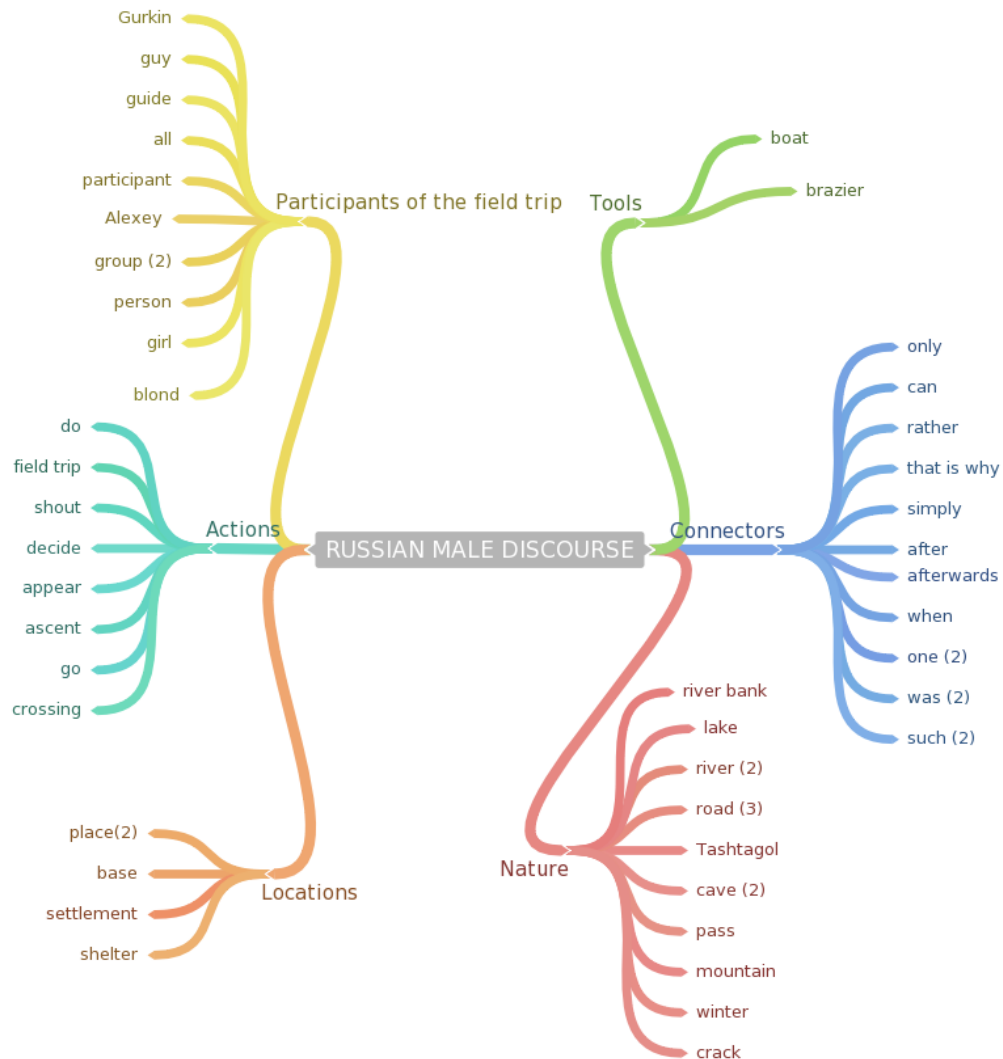 Gurkin
guy
guide
all
participant
Alexey
group (2)
person
girl
blond
Participants of the field trip
do
field trip
shout
decide
appear
ascent
go
crossing
Actions
place(2)
base
settlement
shelter
Locations
RUSSIAN MALE DISCOURSE
Tools
boat
brazier
Connectors
only
can
rather
that is why
simply
after
afterwards
when
one (2)
was (2)
such (2)
Nature
river bank
lake
river (2)
road (3)
Tashtagol
cave (2)
pass
mountain
winter
crack